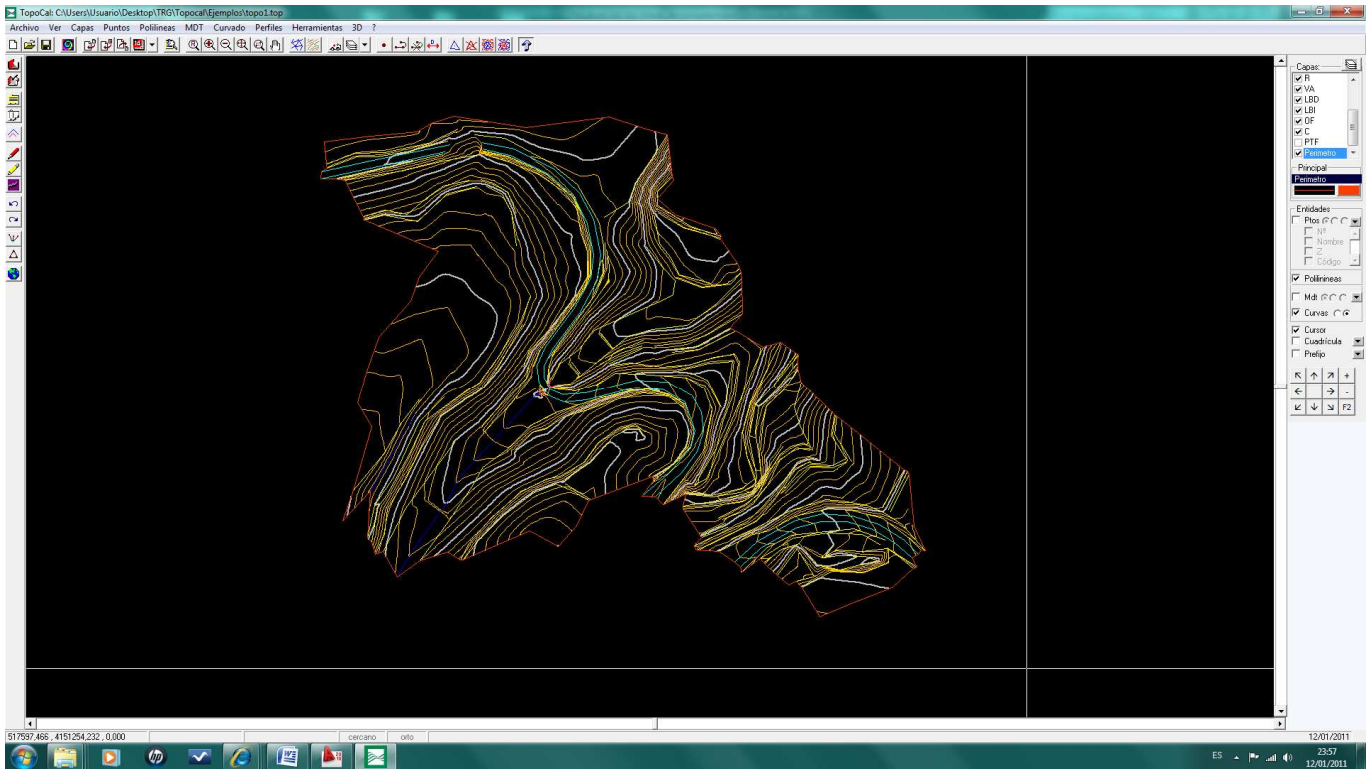 TopoCal: C:\Users\Usuario\Desktop\TRG\Topocal\Ejemplos\topo1.top
Archivo Ver Capas Puntos Polilineas MDT Curvado Perfiles Herramientas 3D ?
Capas:
R
VA
LBD
LBI
OF
C
PTF
Perimetro
Principal
Perimetro
Entidades
Ptos
Nº
Nombre
Z
Código
Polilineas
Mdt
Curvas
Cursor
Cuadrícula
Prefijo
+
-
F2
517597,466 , 4151254,232 , 0,000
cercano orto
12/01/2011
ES
23:57
12/01/2011